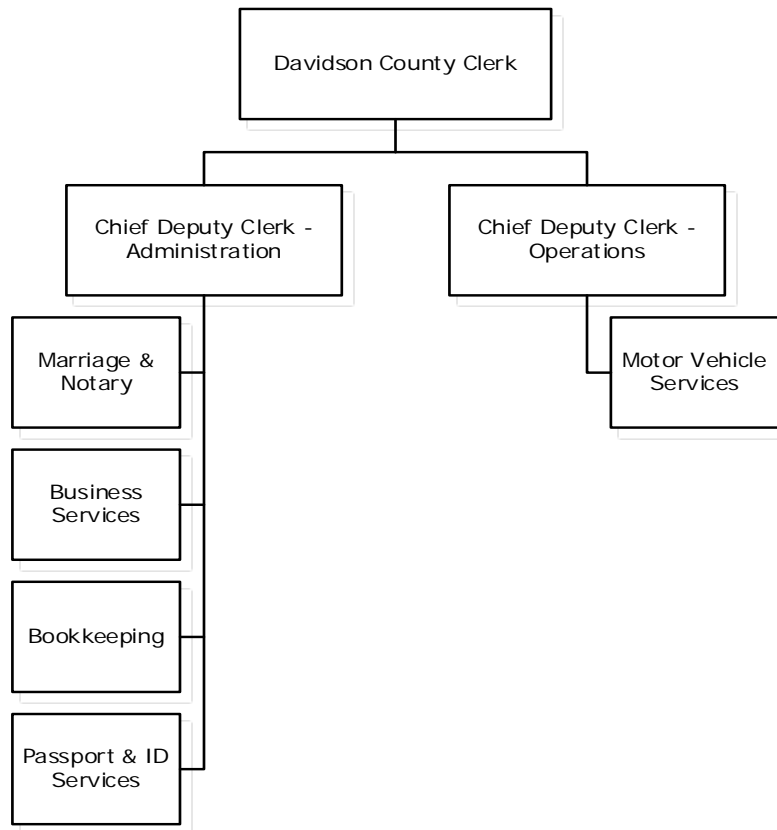 Davidson County Clerk
Chief Deputy Clerk -
Administration
Chief Deputy Clerk -
Operations
Marriage &
Notary
Motor Vehicle
Services
Business
Services
Bookkeeping
Passport & ID
Services